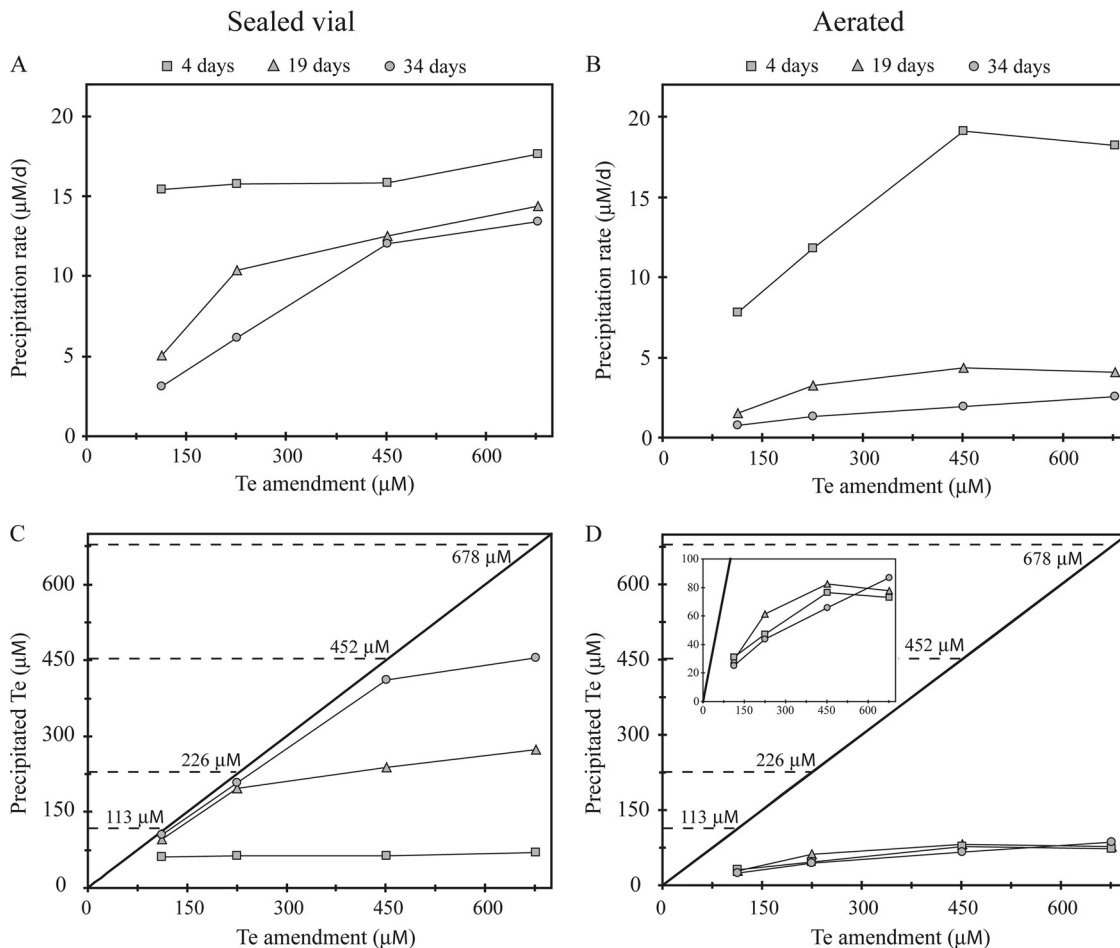 Sealed vial
Aerated
A
4 days 19 days 34 days
B
4 days 19 days 34 days
Precipitation rate (µM/d)
20
15
10
5
0
0 150 300 450 600
Te amendment (µM)
Precipitation rate (µM/d)
20
15
10
5
0
0 150 300 450 600
Te amendment (µM)
C
Precipitated Te (µM)
600
450
300
150
0
678 µM
452 µM
226 µM
113 µM
0 150 300 450 600
Te amendment (µM)
D
Precipitated Te (µM)
600
450
300
150
0
100
80
60
40
20
0
0 150 300 450 600
678 µM
452 µM
226 µM
113 µM
0 150 300 450 600
Te amendment (µM)